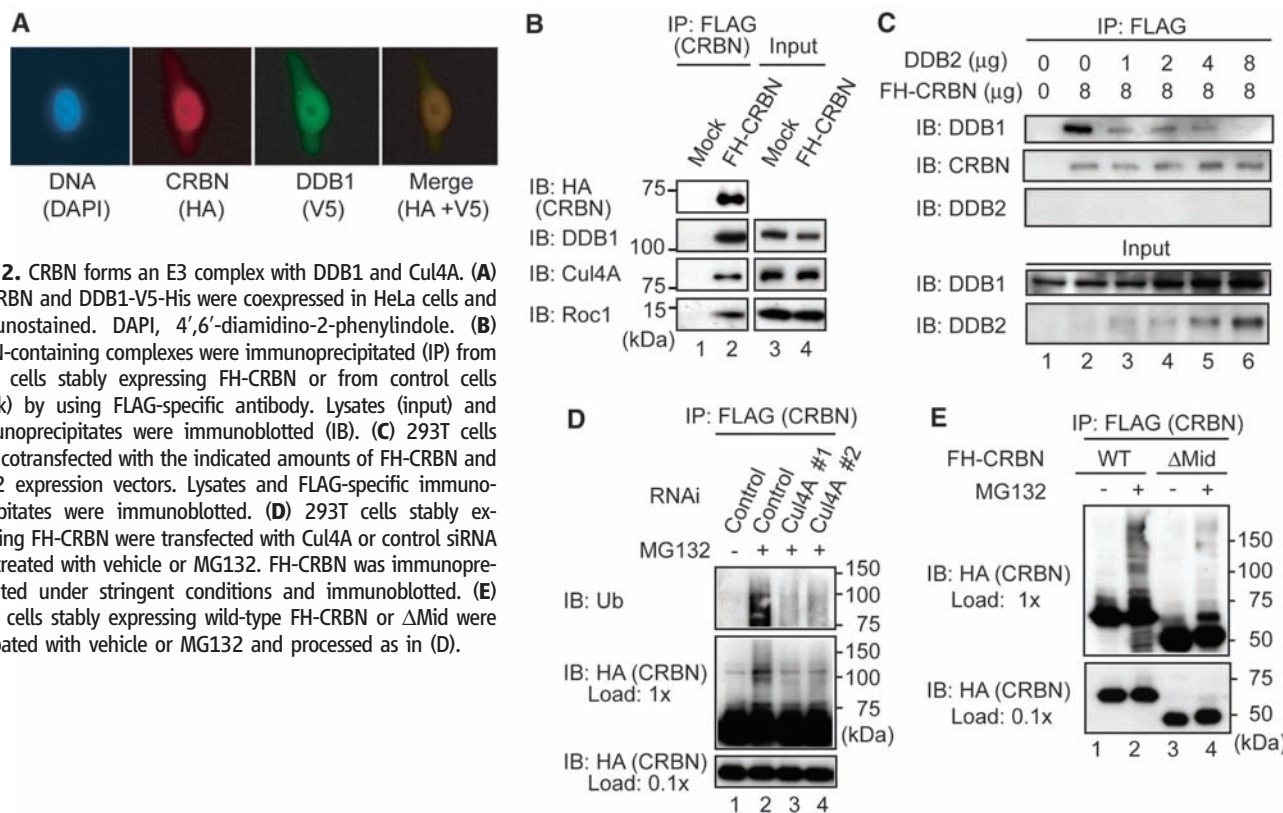 A
DNA (DAPI)
CRBN (HA)
DDB1 (V5)
Merge (HA +V5)
B
IP: FLAG (CRBN)
Input
Mock
FH-CRBN
Mock
FH-CRBN
IB: HA (CRBN)
75
IB: DDB1
100
IB: Cul4A
75
IB: Roc1
15
(kDa)
1 2 3 4
C
IP: FLAG
DDB2 (μg) 0 0 1 2 4 8
FH-CRBN (μg) 0 8 8 8 8 8
IB: DDB1
IB: CRBN
IB: DDB2
Input
IB: DDB1
IB: DDB2
1 2 3 4 5 6
2. CRBN forms an E3 complex with DDB1 and Cul4A. (A)
RBN and DDB1-V5-His were coexpressed in HeLa cells and
unostained. DAPI, 4′,6′-diamidino-2-phenylindole. (B)
N-containing complexes were immunoprecipitated (IP) from
cells stably expressing FH-CRBN or from control cells
k) by using FLAG-specific antibody. Lysates (input) and
unoprecipitates were immunoblotted (IB). (C) 293T cells
cotransfected with the indicated amounts of FH-CRBN and
2 expression vectors. Lysates and FLAG-specific immuno-
pitates were immunoblotted. (D) 293T cells stably ex-
ing FH-CRBN were transfected with Cul4A or control siRNA
treated with vehicle or MG132. FH-CRBN was immunopre-
ted under stringent conditions and immunoblotted. (E)
cells stably expressing wild-type FH-CRBN or ΔMid were
bated with vehicle or MG132 and processed as in (D).
D
IP: FLAG (CRBN)
RNAi
Control
Control
Cul4A #1
Cul4A #2
MG132 - + + +
IB: Ub
150
100
75
IB: HA (CRBN)
Load: 1x
150
100
75
(kDa)
IB: HA (CRBN)
Load: 0.1x
1 2 3 4
E
IP: FLAG (CRBN)
FH-CRBN WT ΔMid
MG132 - + - +
IB: HA (CRBN)
Load: 1x
150
100
75
50
IB: HA (CRBN)
Load: 0.1x
75
50
(kDa)
1 2 3 4